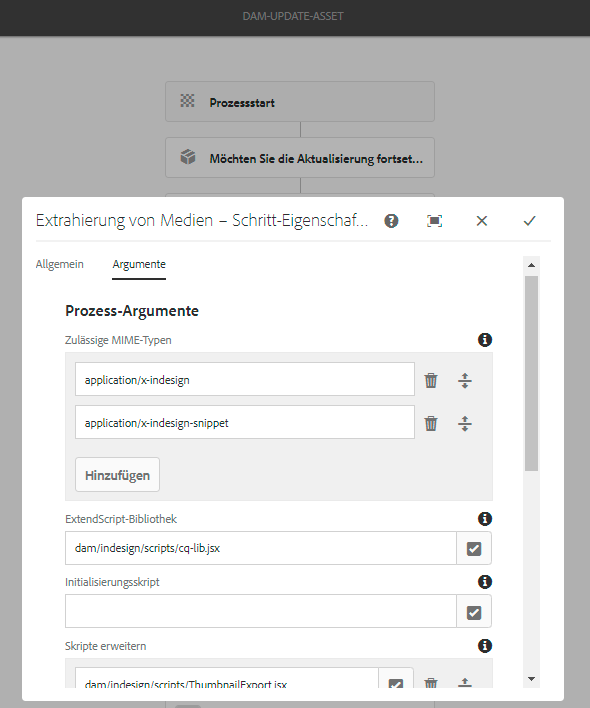 DAM-UPDATE-ASSET
Prozessstart
Möchten Sie die Aktualisierung fortset...
Extrahierung von Medien – Schritt-Eigenschaf...
Allgemein
Argumente
Prozess-Argumente
Zulässige MIME-Typen
application/x-indesign
application/x-indesign-snippet
Hinzufügen
ExtendScript-Bibliothek
dam/indesign/scripts/cq-lib.jsx
Initialisierungsskript
Skripte erweitern
dam/indesign/scripts/ThumbnailExport.jsx